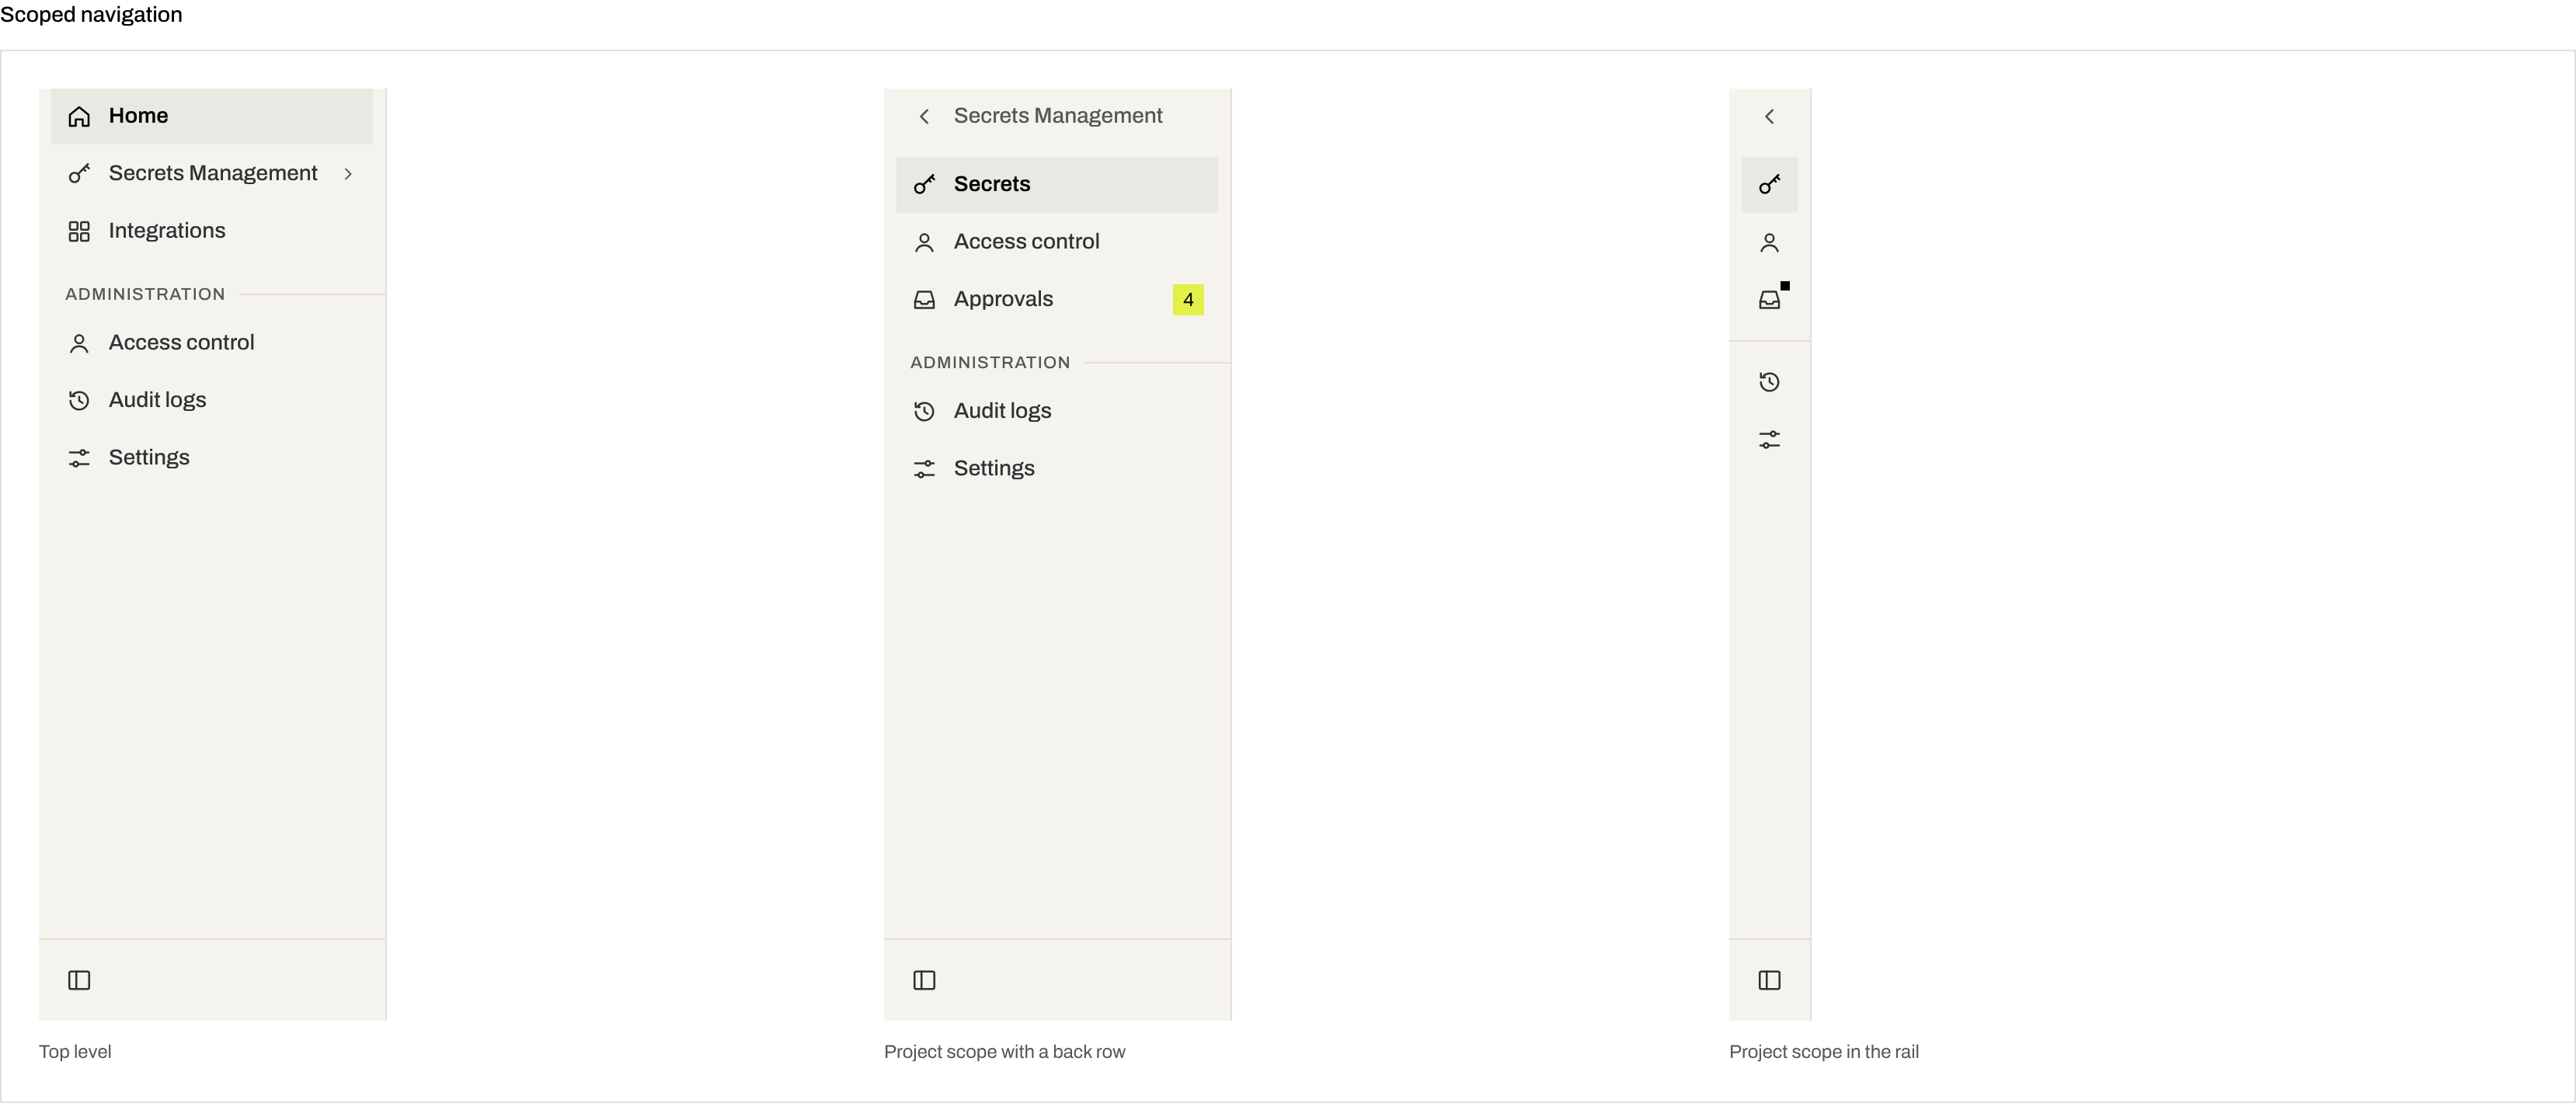 Scoped navigation
Home
Secrets Management
Integrations
ADMINISTRATION
Access control
Audit logs
Settings
Top level
Secrets Management
Secrets
Access control
Approvals 4
ADMINISTRATION
Audit logs
Settings
Project scope with a back row
Project scope in the rail